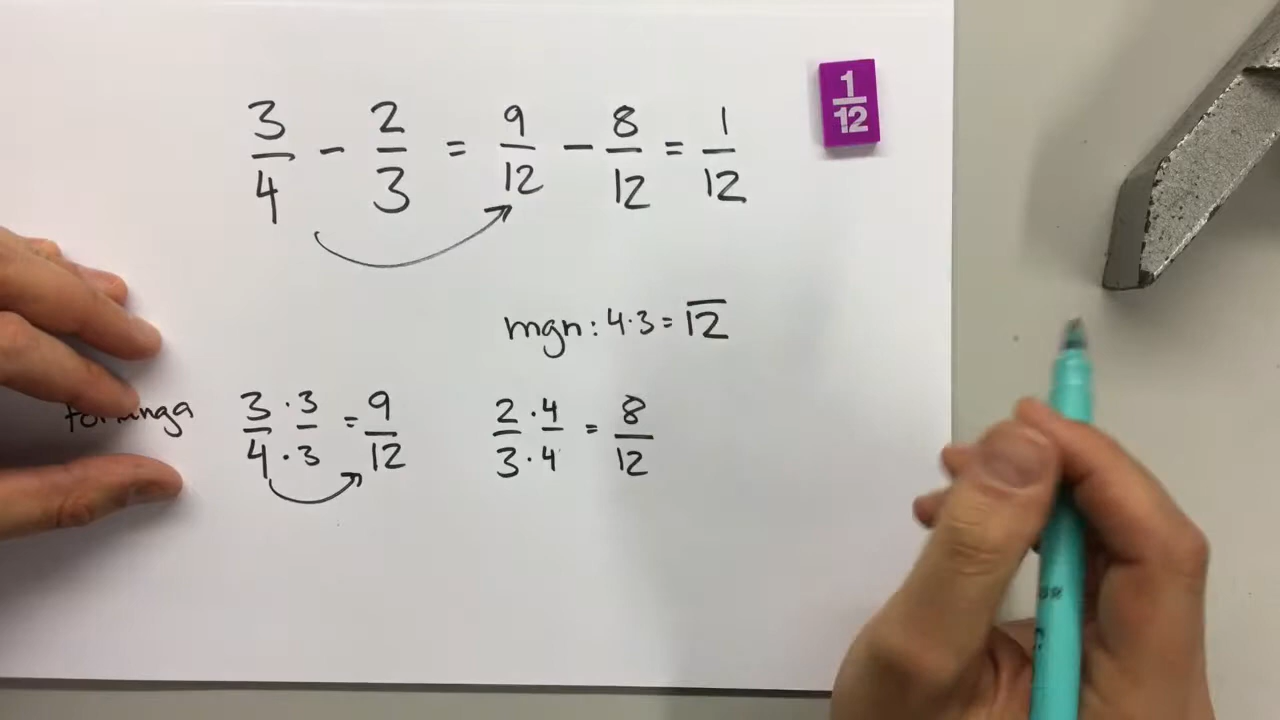 3/4 - 2/3 = 9/12 - 8/12 = 1/12
1/12
mgn: 4·3 = 12
3·3/4·3 = 9/12 2·4/3·4 = 8/12